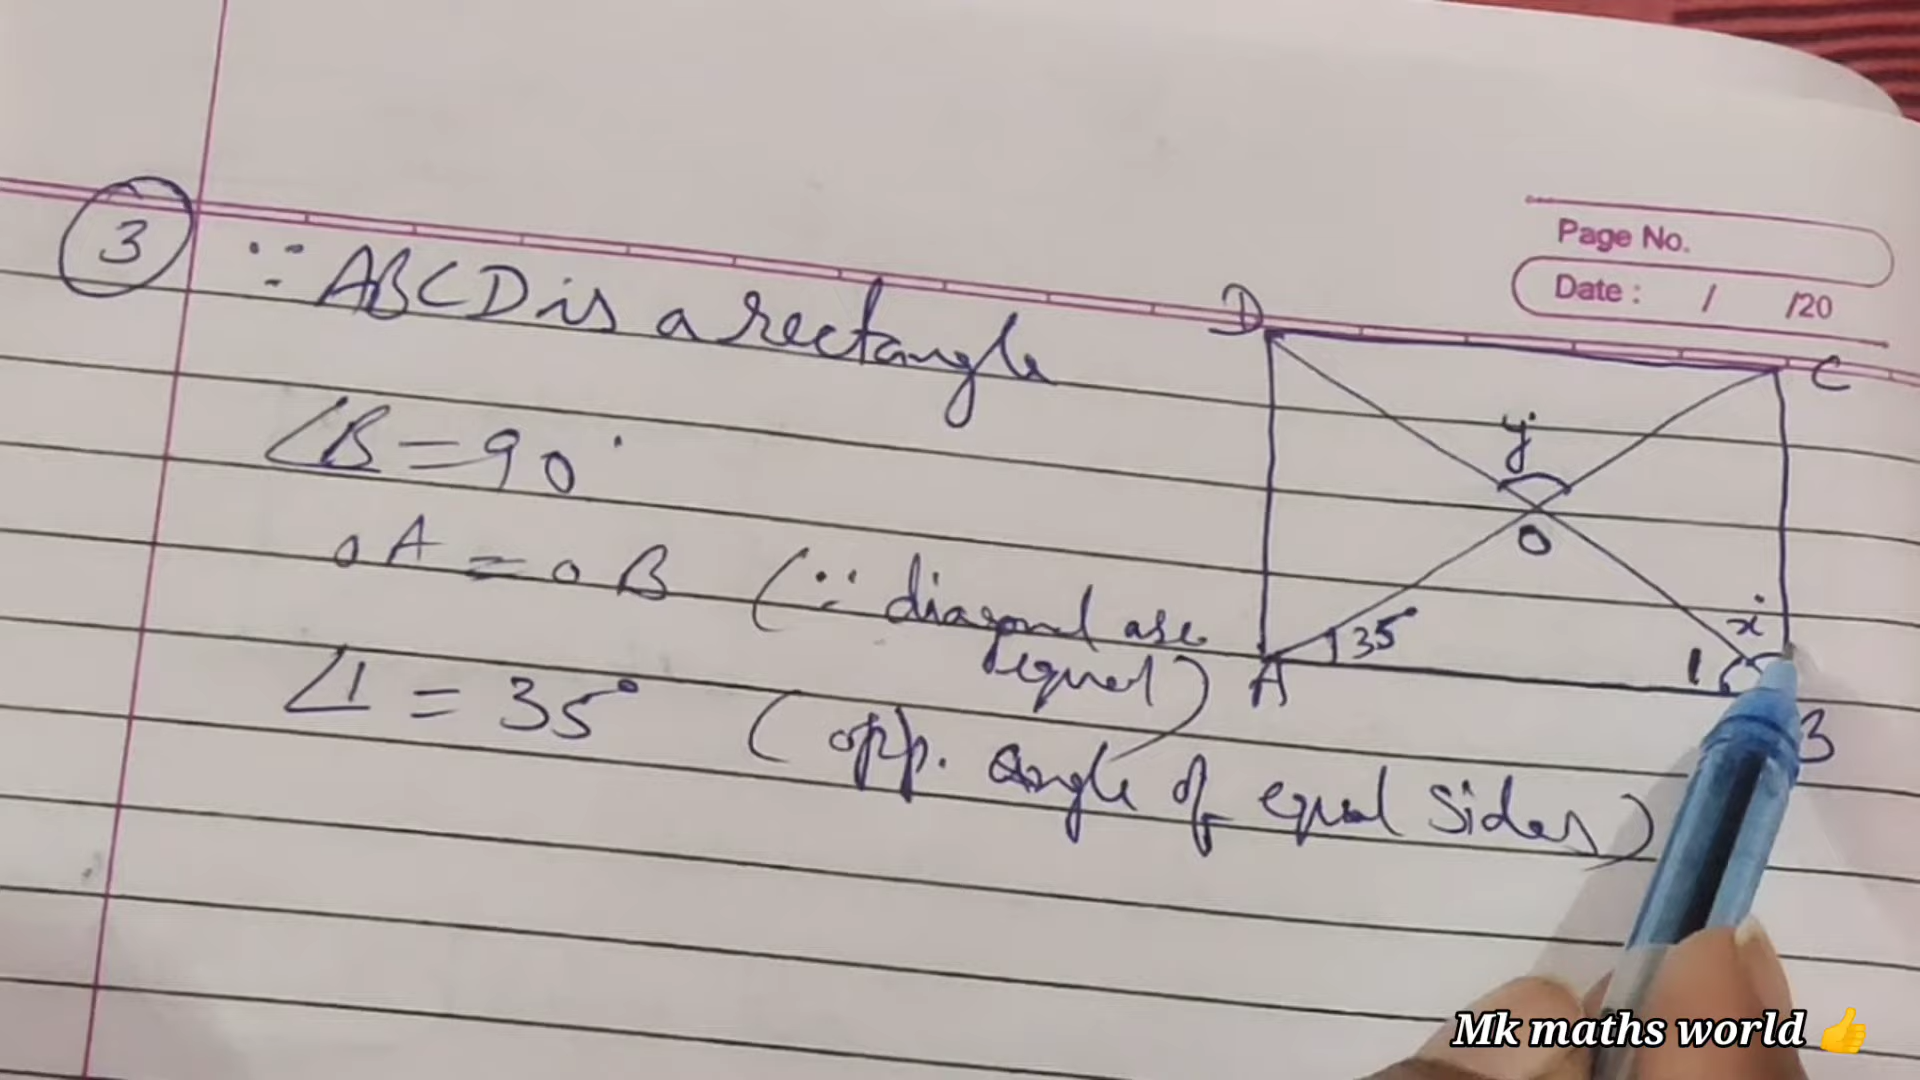 Page No.
Date : / /20
3 ∵ ABCD is a rectangle
∠B = 90°
OA = OB (∵ diagonal are
equal)
∠1 = 35° (opp. angle of equal sides)
D
C
y°
O
x°
35°
1
A
B
Mk maths world 👍